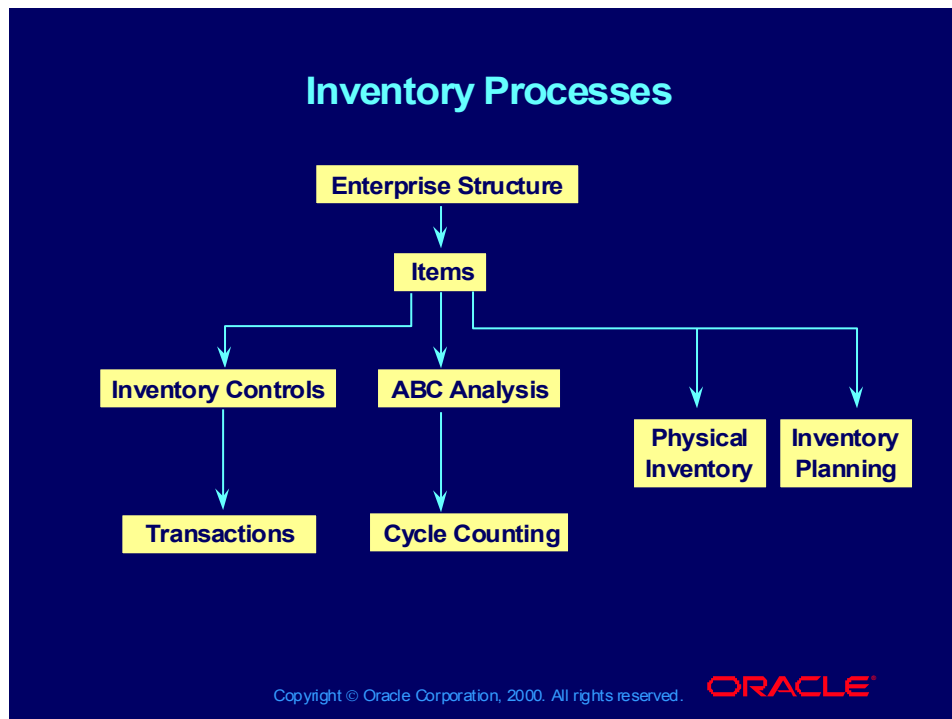 Inventory Processes
Enterprise Structure
Items
Inventory Controls
ABC Analysis
Physical
Inventory
Inventory
Planning
Transactions
Cycle Counting
Copyright © Oracle Corporation, 2000. All rights reserved.
ORACLE®